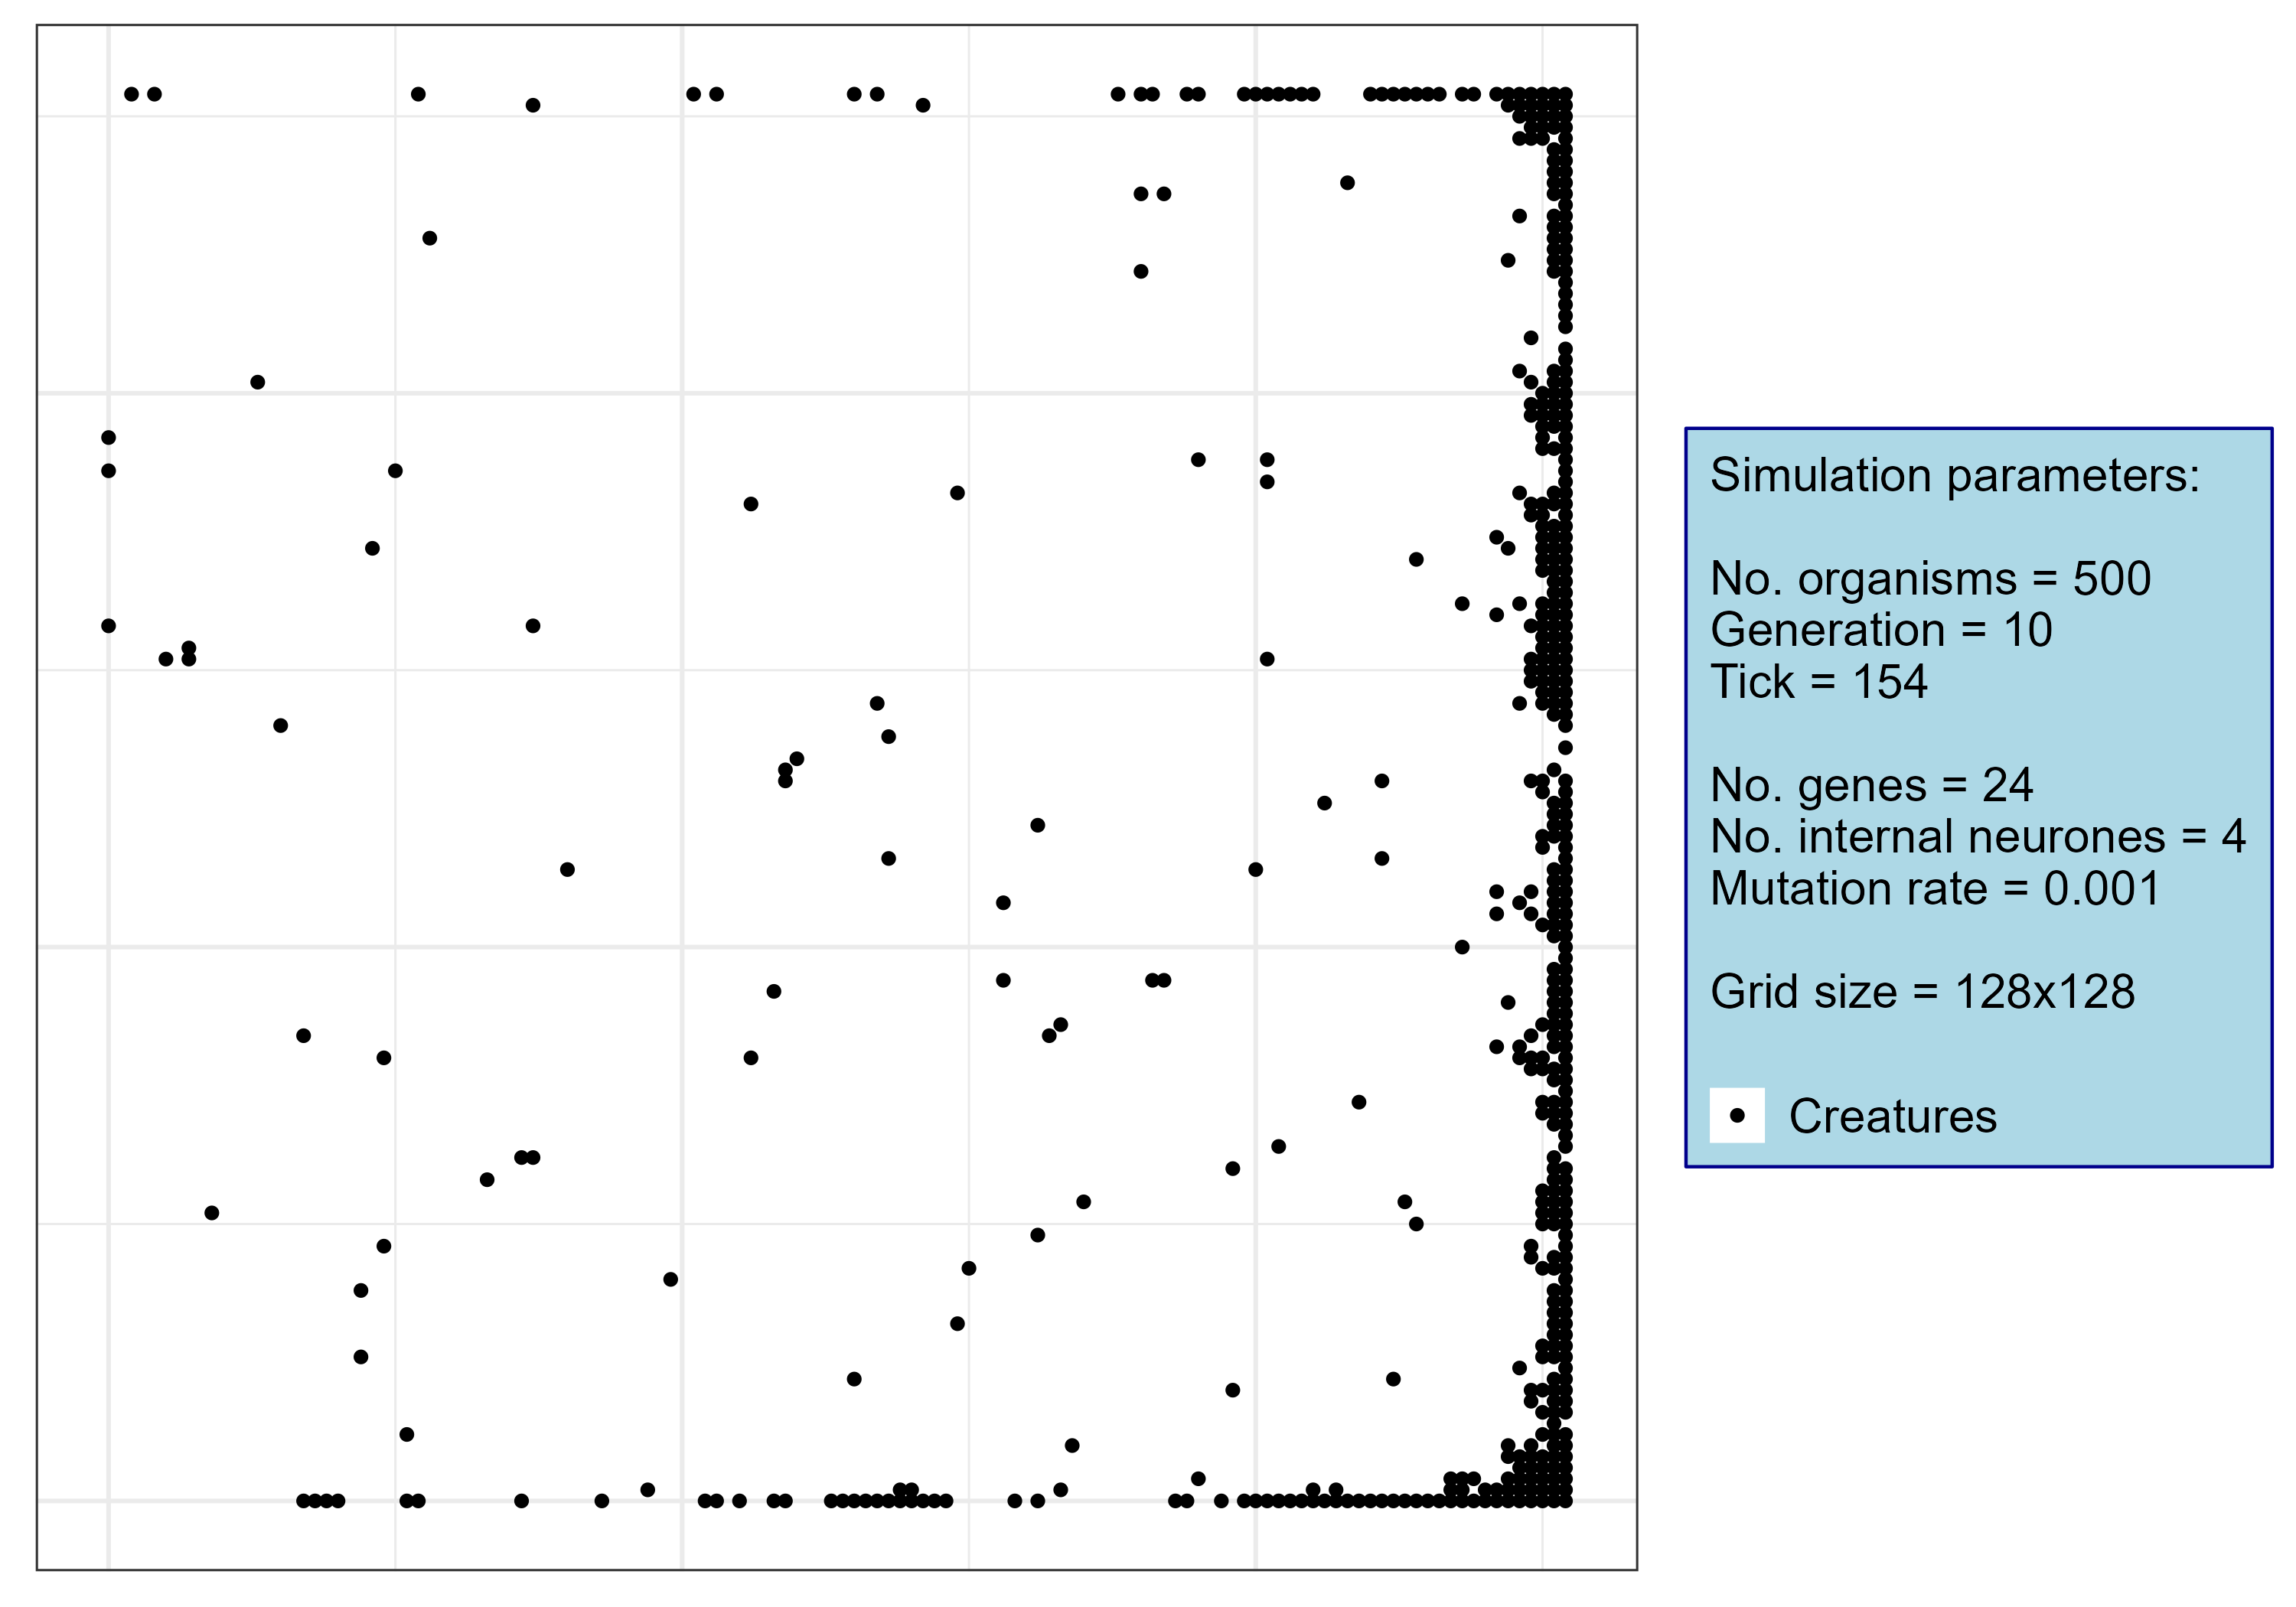 Simulation parameters:
No. organisms = 500
Generation = 10
Tick = 154
No. genes = 24
No. internal neurones = 4
Mutation rate = 0.001
Grid size = 128x128
Creatures